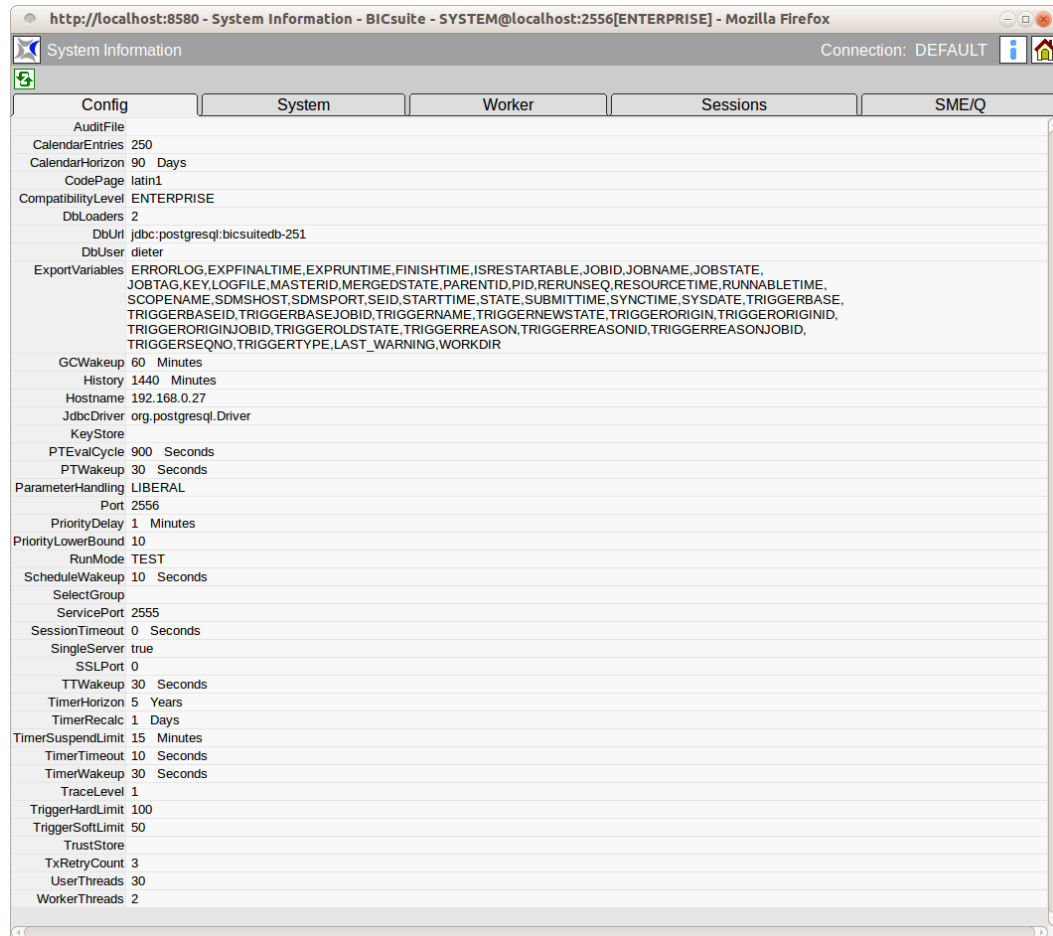 http://localhost:8580 - System Information - BICsuite - SYSTEM@localhost:2556[ENTERPRISE] - Mozilla Firefox
System Information Connection: DEFAULT
Config System Worker Sessions SME/Q
AuditFile
CalendarEntries 250
CalendarHorizon 90 Days
CodePage latin1
CompatibilityLevel ENTERPRISE
DbLoaders 2
DbUrl jdbc:postgresql:bicsuitedb-251
DbUser dieter
ExportVariables ERRORLOG,EXPFINALTIME,EXPRUNTIME,FINISHTIME,ISRESTARTABLE,JOBID,JOBNAME,JOBSTATE,
JOBTAG,KEY,LOGFILE,MASTERID,MERGEDSTATE,PARENTID,PID,RERUNSEQ,RESOURCETIME,RUNNABLETIME,
SCOPENAME,SDMSHOST,SDMSPORT,SEID,STARTTIME,STATE,SUBMITTIME,SYNCTIME,SYSDATE,TRIGGERBASE,
TRIGGERBASEID,TRIGGERBASEJOBID,TRIGGERNAME,TRIGGERNEWSTATE,TRIGGERORIGIN,TRIGGERORIGINID,
TRIGGERORIGINJOBID,TRIGGEROLDSTATE,TRIGGERREASON,TRIGGERREASONID,TRIGGERREASONJOBID,
TRIGGERSEQNO,TRIGGERTYPE,LAST_WARNING,WORKDIR
GCWakeup 60 Minutes
History 1440 Minutes
Hostname 192.168.0.27
JdbcDriver org.postgresql.Driver
KeyStore
PTEvalCycle 900 Seconds
PTWakeup 30 Seconds
ParameterHandling LIBERAL
Port 2556
PriorityDelay 1 Minutes
PriorityLowerBound 10
RunMode TEST
ScheduleWakeup 10 Seconds
SelectGroup
ServicePort 2555
SessionTimeout 0 Seconds
SingleServer true
SSLPort 0
TTWakeup 30 Seconds
TimerHorizon 5 Years
TimerRecalc 1 Days
TimerSuspendLimit 15 Minutes
TimerTimeout 10 Seconds
TimerWakeup 30 Seconds
TraceLevel 1
TriggerHardLimit 100
TriggerSoftLimit 50
TrustStore
TxRetryCount 3
UserThreads 30
WorkerThreads 2